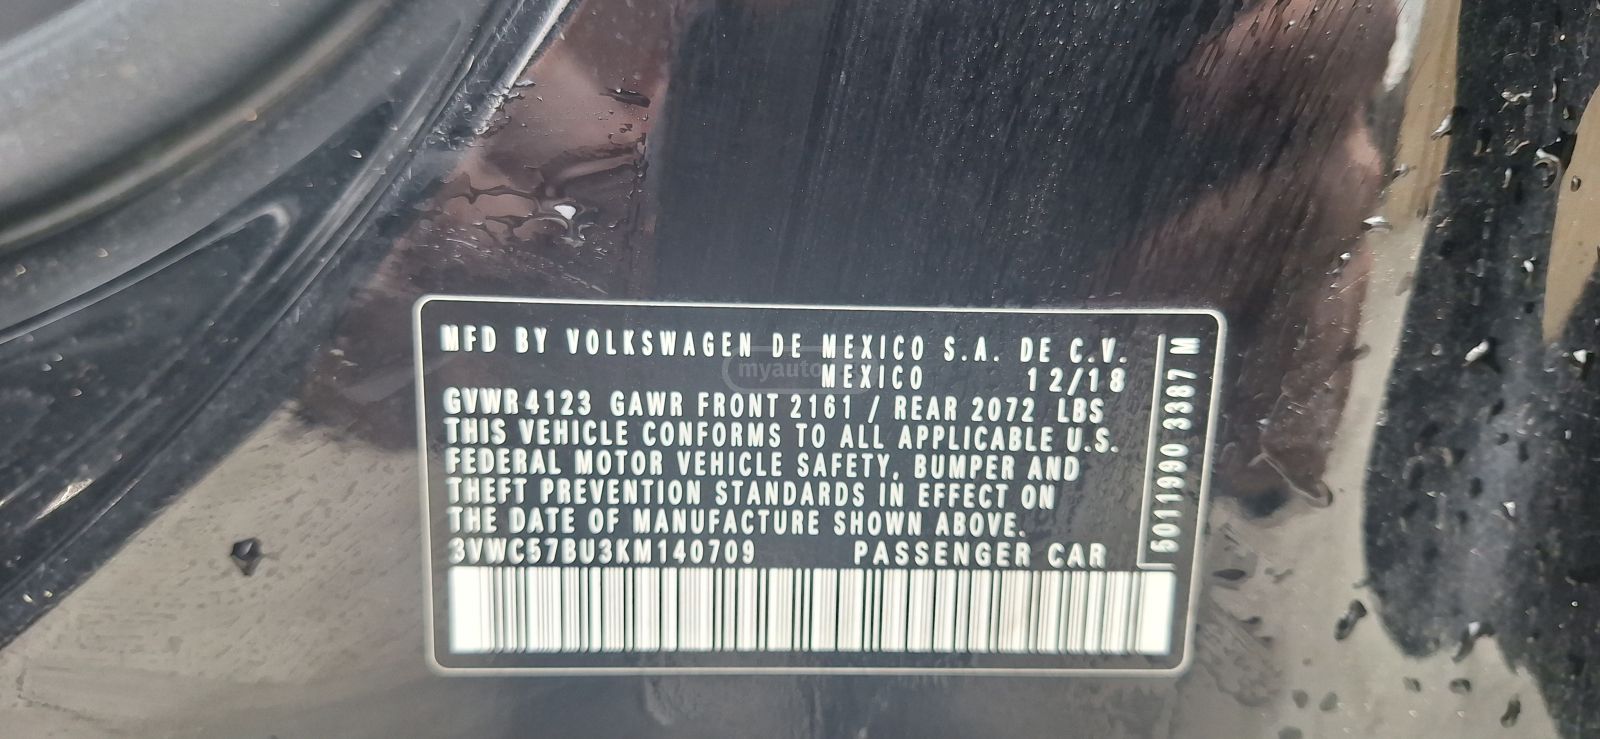 MFD BY VOLKSWAGEN DE MEXICO S.A. DE C.V.
MEXICO 12/18
GVWR 4123 GAWR FRONT 2161 / REAR 2072 LBS
THIS VEHICLE CONFORMS TO ALL APPLICABLE U.S.
FEDERAL MOTOR VEHICLE SAFETY, BUMPER AND
THEFT PREVENTION STANDARDS IN EFFECT ON
THE DATE OF MANUFACTURE SHOWN ABOVE.
3VWC57BU3KM140709 PASSENGER CAR
5011990 3387 M
myauto